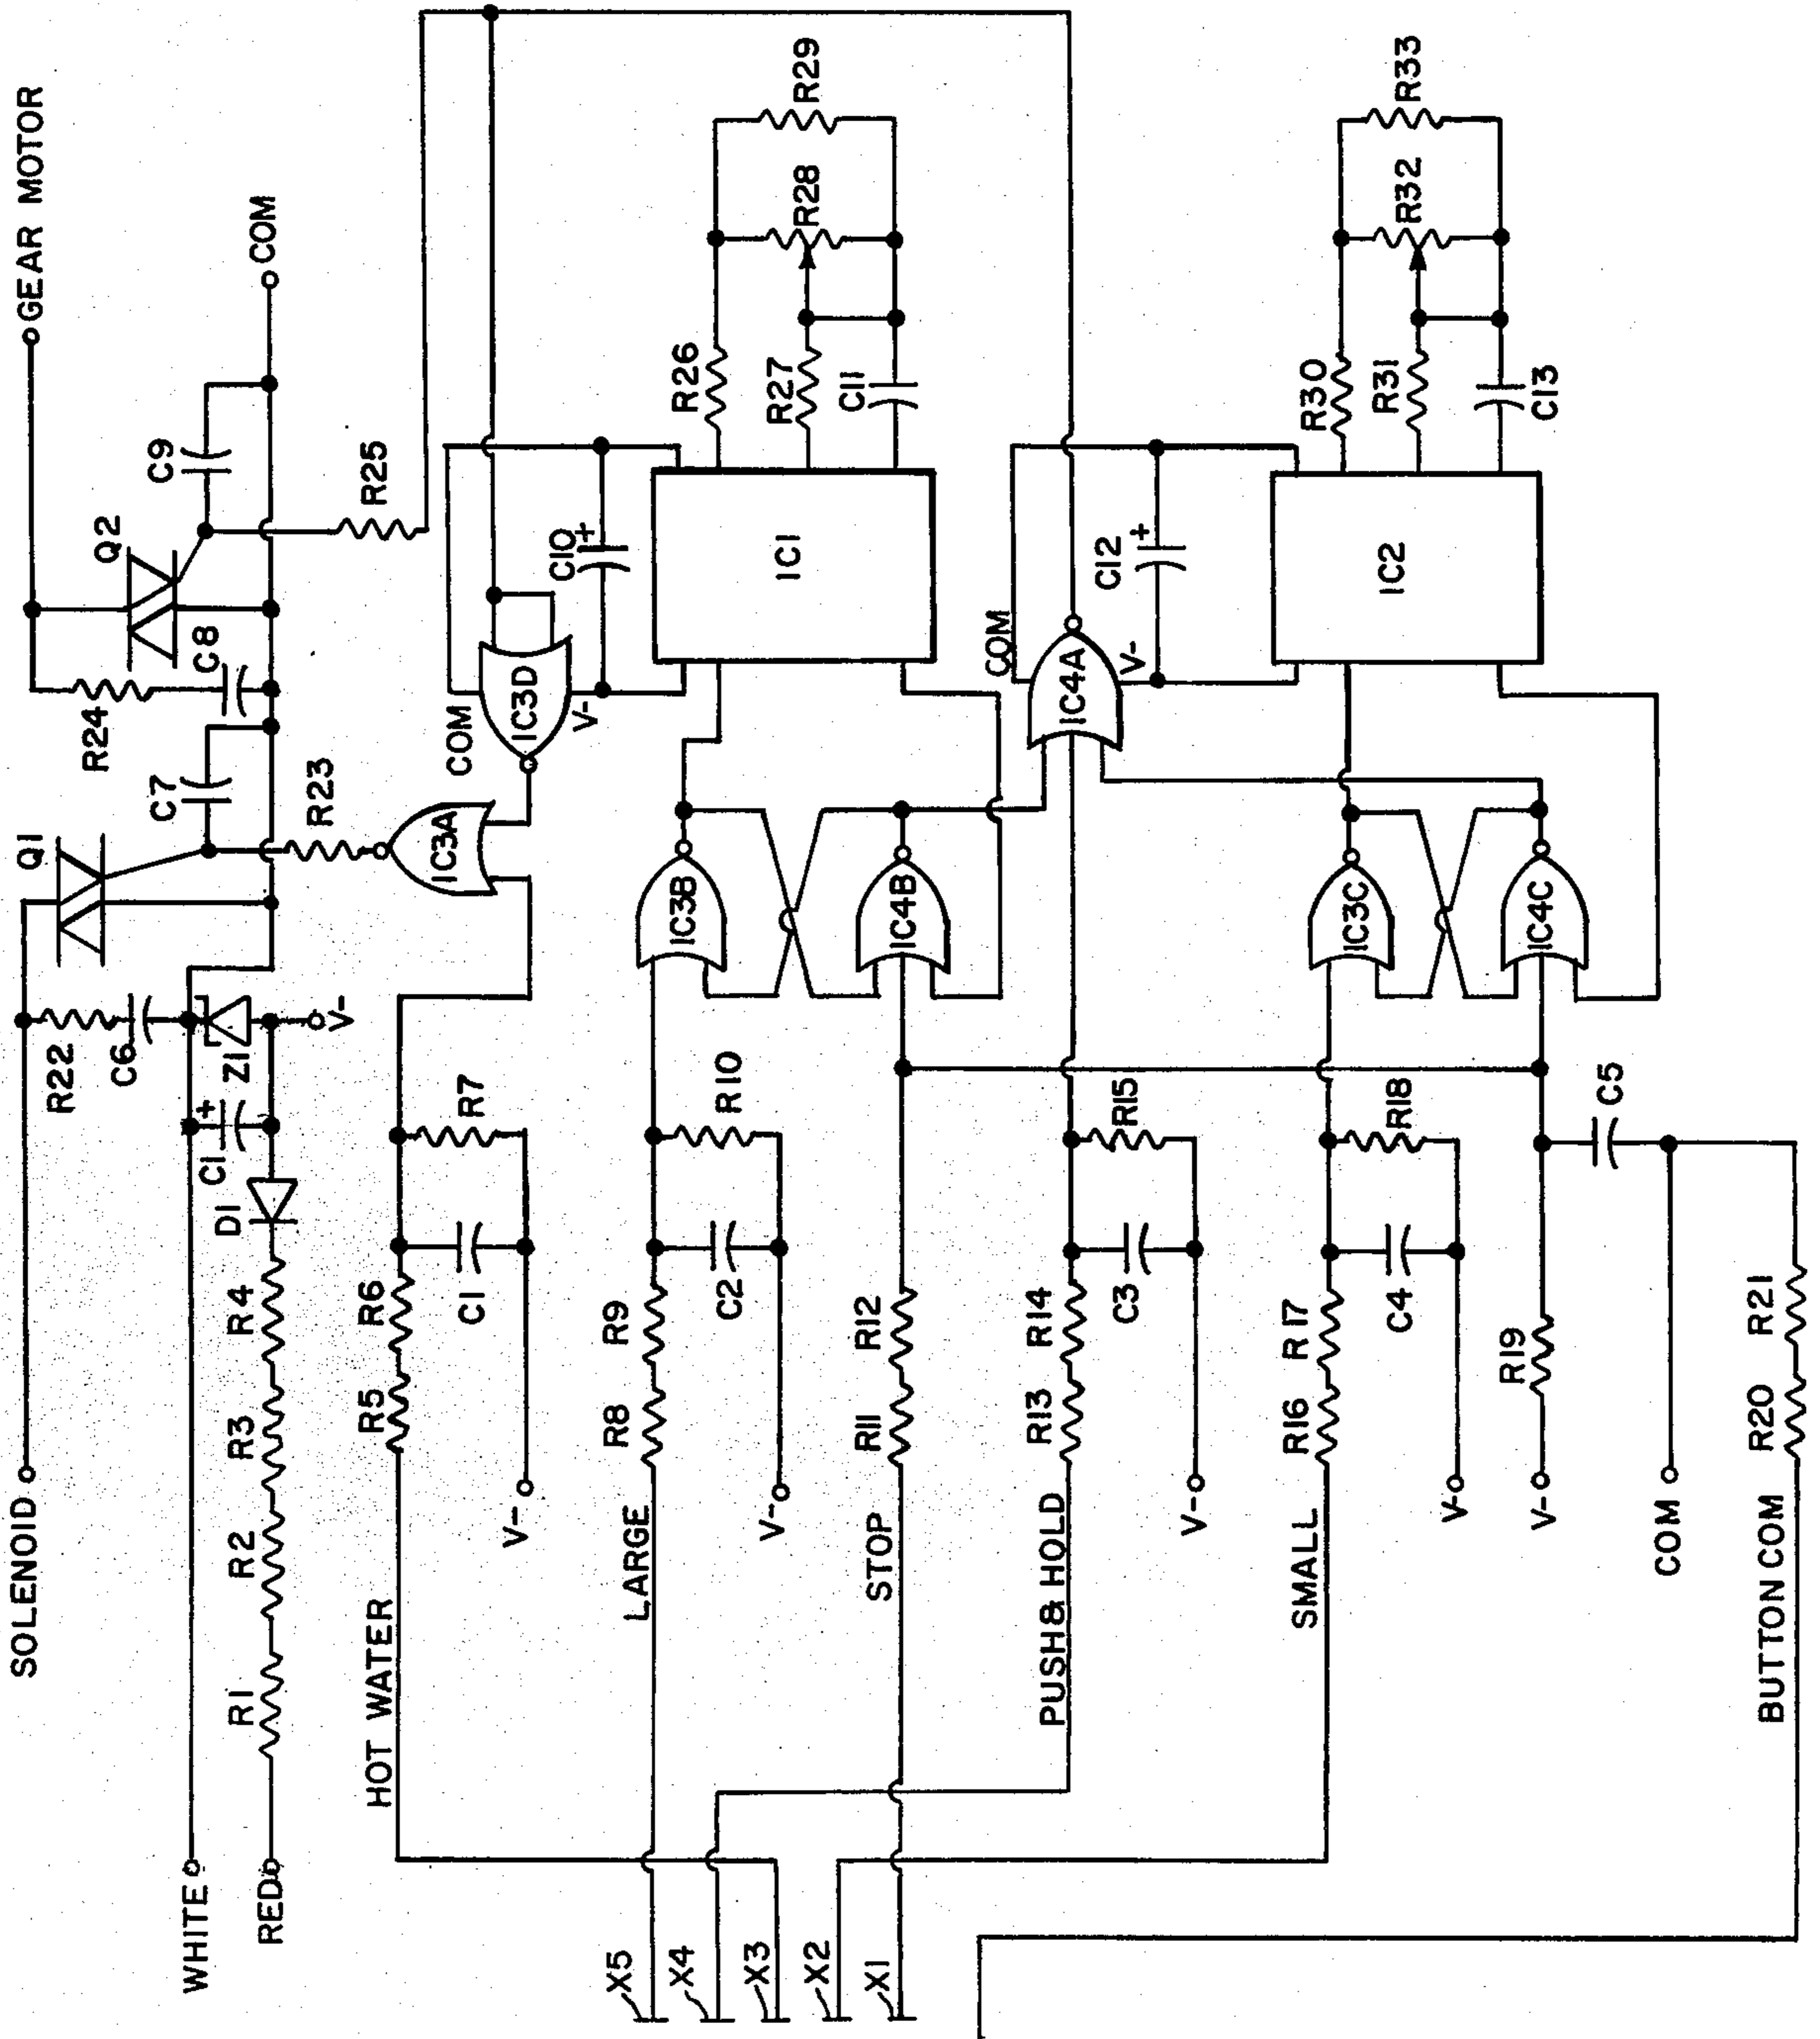 SOLENOID
GEAR MOTOR
WHITE
RED
COM
R1
R2
R3
R4
D1
C1
+
Z1
V-
R22
C6
Q1
C7
R23
R24
C8
Q2
C9
R25
HOT WATER
R5
R6
C1
R7
V-
IC3A
COM
IC3D
V-
C10
+
LARGE
R8
R9
C2
R10
V-
IC3B
IC1
R26
R27
C11
R28
R29
STOP
R11
R12
IC4B
PUSH & HOLD
R13
R14
C3
R15
V-
COM
IC4A
V-
C12
+
SMALL
R16
R17
C4
R18
V-
IC3C
IC2
R30
R31
C13
R32
R33
V-
R19
C5
IC4C
COM
BUTTON COM
R20
R21
X5
X4
X3
X2
X1